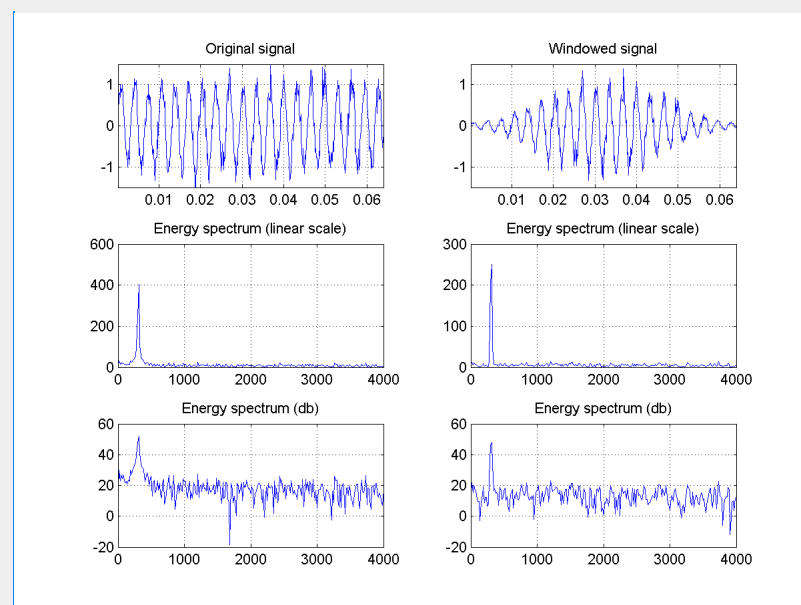 Original signal
Windowed signal
1
0
-1
0.01 0.02 0.03 0.04 0.05 0.06
1
0
-1
0.01 0.02 0.03 0.04 0.05 0.06
Energy spectrum (linear scale)
Energy spectrum (linear scale)
600
400
200
0
0 1000 2000 3000 4000
300
200
100
0
0 1000 2000 3000 4000
Energy spectrum (db)
Energy spectrum (db)
60
40
20
0
-20
0 1000 2000 3000 4000
60
40
20
0
-20
0 1000 2000 3000 4000